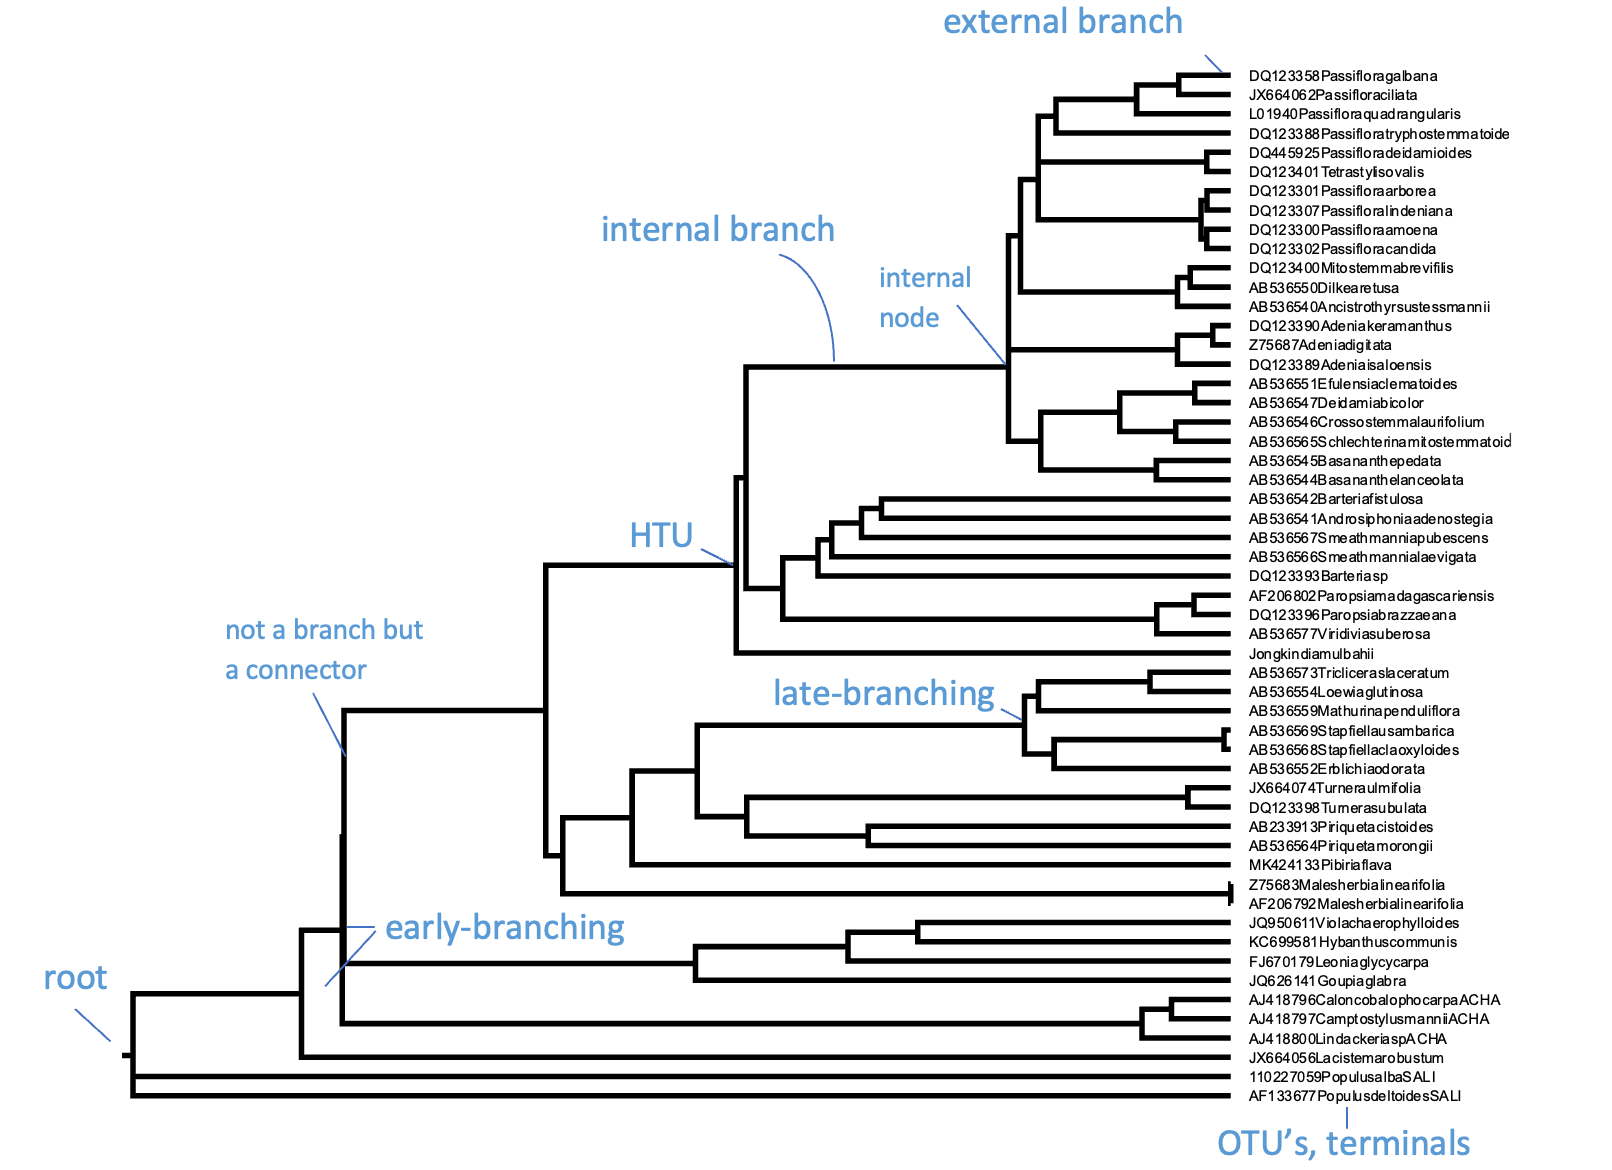 external branch
DQ123358Passifloragalbana
JX664062Passifloraciliata
L01940Passifloraquadrangularis
DQ123388Passifloratryphostemmatoide
DQ445925Passifloradeidamioides
DQ123401Tetrastylisovalis
DQ123301Passifloraarborea
DQ123307Passifloralindeniana
DQ123300Passifloraamoena
DQ123302Passifloracandida
DQ123400Mitostemmabrevifilis
AB536550Dilkearetusa
AB536540Ancistrothyrsustessmannii
DQ123390Adeniakeramanthus
Z75687Adeniadigitata
DQ123389Adeniaisaloensis
AB536551Efulensiaclematoides
AB536547Deidamiabicolor
AB536546Crossostemmalaurifolium
AB536565Schlechterinamitostemmatoid
AB536545Basananthepedata
AB536544Basananthelanceolata
AB536542Barteriafistulosa
AB536541Androsiphoniaadenostegia
AB536567Smeathmanniapubescens
AB536566Smeathmannialaevigata
DQ123393Barteriasp
AF206802Paropsiamadagascariensis
DQ123396Paropsiabrazzaeana
AB536577Viridiviasuberosa
Jongkindiamulbahii
AB536573Tricliceraslaceratum
AB536554Loewiaglutinosa
AB536559Mathurinapenduliflora
AB536569Stapfiellausambarica
AB536568Stapfiellaclaoxyloides
AB536552Erblichiaodorata
JX664074Turneraulmifolia
DQ123398Turnerasubulata
AB233913Piriquetacistoides
AB536564Piriquetamorongii
MK424133Pibiriaflava
Z75683Malesherbialinearifolia
AF206792Malesherbialinearifolia
JQ950611Violachaerophylloides
KC699581Hybanthuscommunis
FJ670179Leoniaglycycarpa
JQ626141Goupiaglabra
AJ418796CaloncobalophocarpaACHA
AJ418797CamptostylusmanniiACHA
AJ418800LindackeriaspACHA
JX664056Lacistemarobustum
110227059PopulusalbaSALI
AF133677PopulusdeltoidesSALI
internal branch
internal
node
HTU
not a branch but
a connector
late-branching
early-branching
root
OTU's, terminals